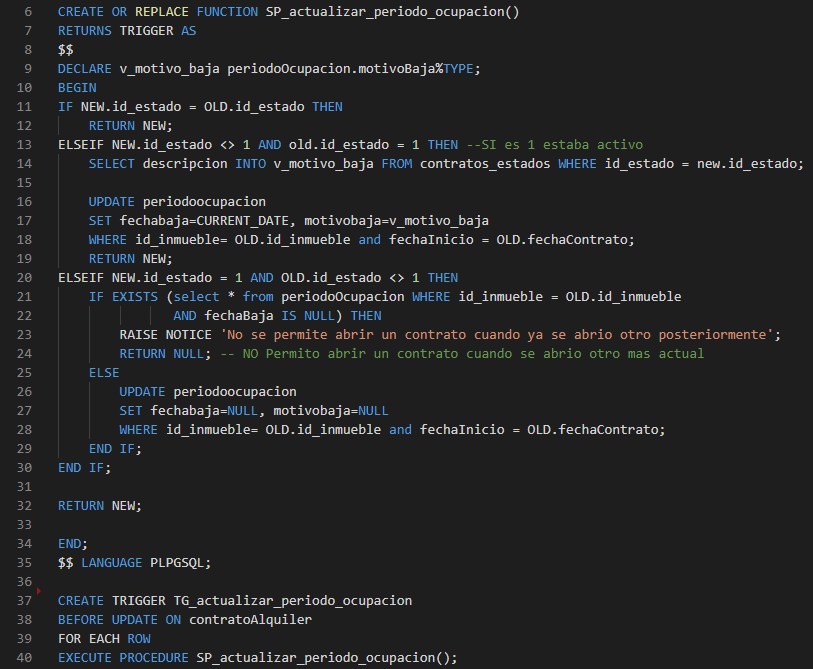 6 CREATE OR REPLACE FUNCTION SP_actualizar_periodo_ocupacion()
7 RETURNS TRIGGER AS
8 $$
9 DECLARE v_motivo_baja periodoOcupacion.motivoBaja%TYPE;
10 BEGIN
11 IF NEW.id_estado = OLD.id_estado THEN
12     RETURN NEW;
13 ELSEIF NEW.id_estado <> 1 AND old.id_estado = 1 THEN --SI es 1 estaba activo
14     SELECT descripcion INTO v_motivo_baja FROM contratos_estados WHERE id_estado = new.id_estado;
15
16     UPDATE periodoocupacion
17     SET fechabaja=CURRENT_DATE, motivobaja=v_motivo_baja
18     WHERE id_inmueble= OLD.id_inmueble and fechaInicio = OLD.fechaContrato;
19     RETURN NEW;
20 ELSEIF NEW.id_estado = 1 AND OLD.id_estado <> 1 THEN
21     IF EXISTS (select * from periodoOcupacion WHERE id_inmueble = OLD.id_inmueble
22                AND fechaBaja IS NULL) THEN
23         RAISE NOTICE 'No se permite abrir un contrato cuando ya se abrio otro posteriormente';
24         RETURN NULL; -- NO Permito abrir un contrato cuando se abrio otro mas actual
25     ELSE
26         UPDATE periodoocupacion
27         SET fechabaja=NULL, motivobaja=NULL
28         WHERE id_inmueble= OLD.id_inmueble and fechaInicio = OLD.fechaContrato;
29     END IF;
30 END IF;
31
32 RETURN NEW;
33
34 END;
35 $$ LANGUAGE PLPGSQL;
36
37 CREATE TRIGGER TG_actualizar_periodo_ocupacion
38 BEFORE UPDATE ON contratoAlquiler
39 FOR EACH ROW
40 EXECUTE PROCEDURE SP_actualizar_periodo_ocupacion();